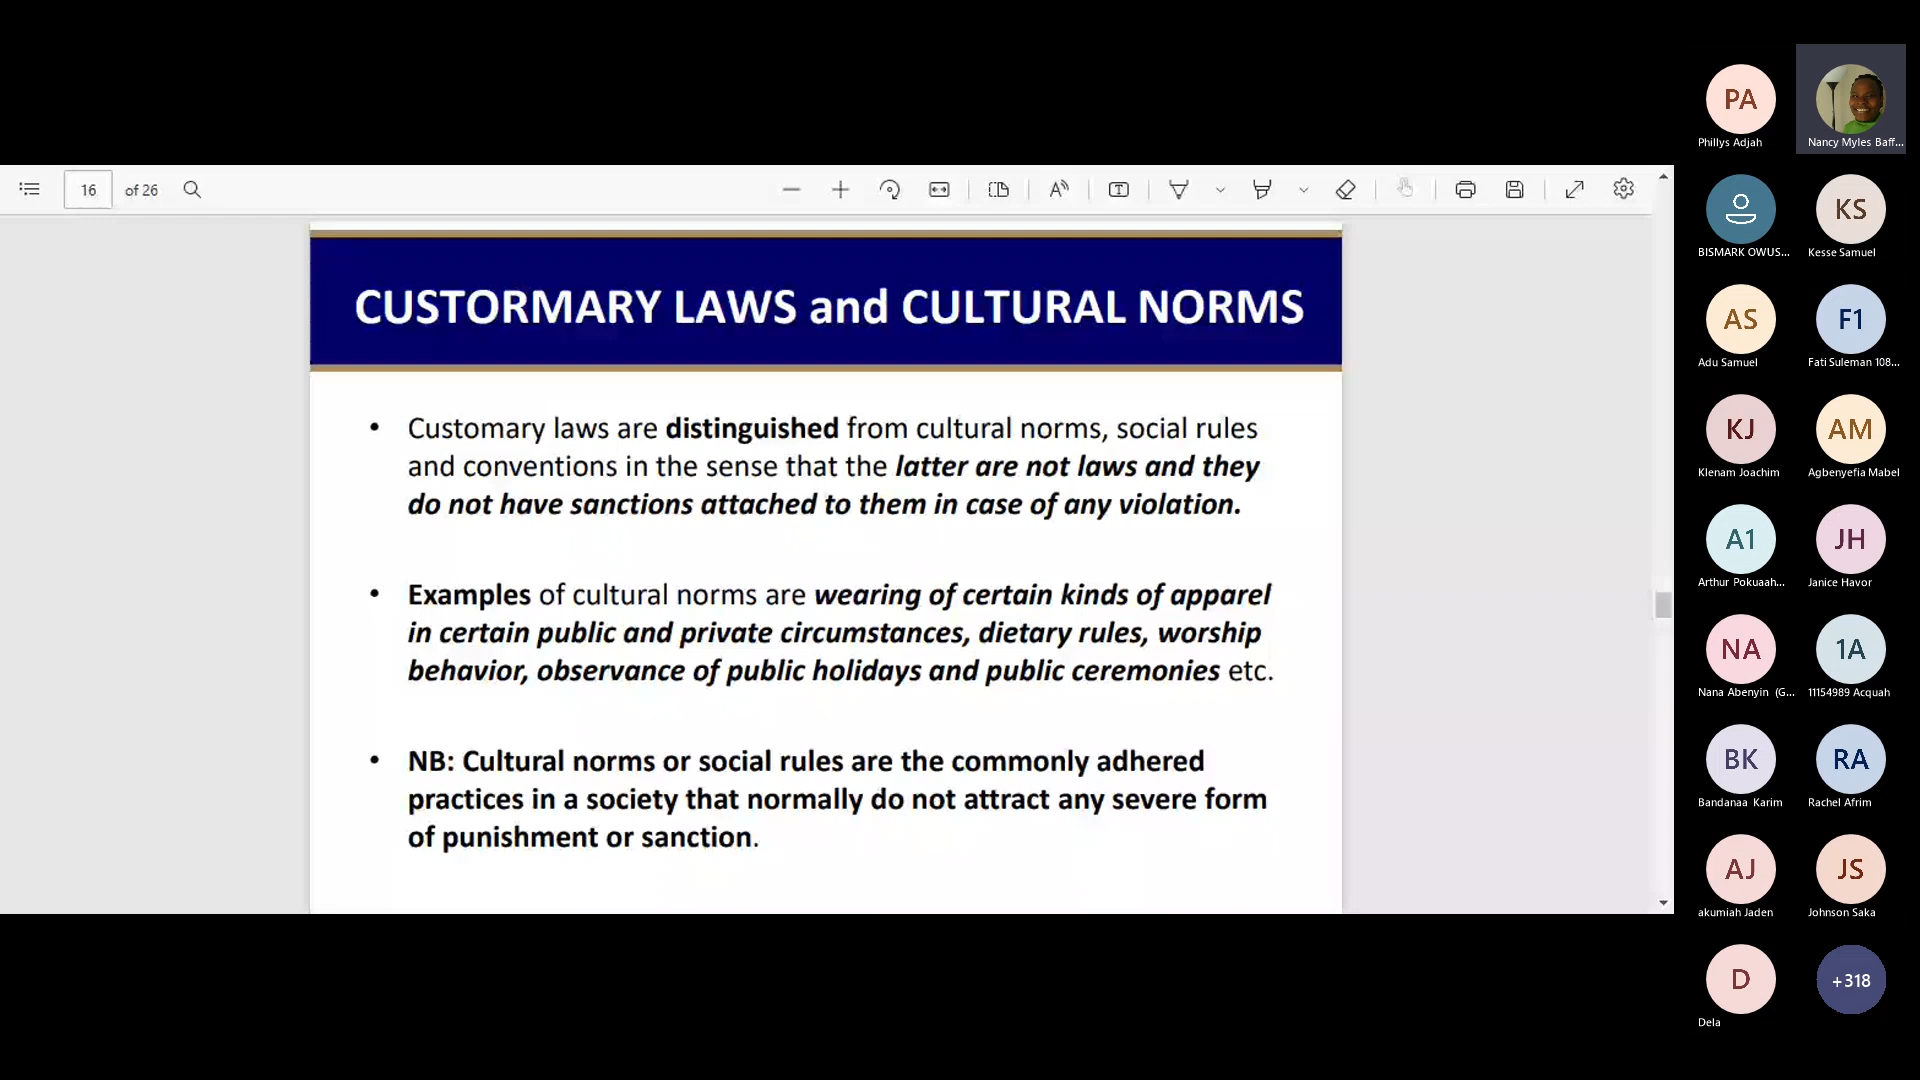 16 of 26
CUSTORMARY LAWS and CULTURAL NORMS
• Customary laws are distinguished from cultural norms, social rules
and conventions in the sense that the latter are not laws and they
do not have sanctions attached to them in case of any violation.
• Examples of cultural norms are wearing of certain kinds of apparel
in certain public and private circumstances, dietary rules, worship
behavior, observance of public holidays and public ceremonies etc.
• NB: Cultural norms or social rules are the commonly adhered
practices in a society that normally do not attract any severe form
of punishment or sanction.
PA
Phillys Adjah
Nancy Myles Baff...
BISMARK OWUS...
KS
Kesse Samuel
AS
Adu Samuel
F1
Fati Suleman 108...
KJ
Klenam Joachim
AM
Agbenyefia Mabel
A1
Arthur Pokuaah...
JH
Janice Havor
NA
Nana Abenyin (G...
1A
11154989 Acquah
BK
Bandanaa Karim
RA
Rachel Afrim
AJ
akumiah Jaden
JS
Johnson Saka
D
Dela
+318